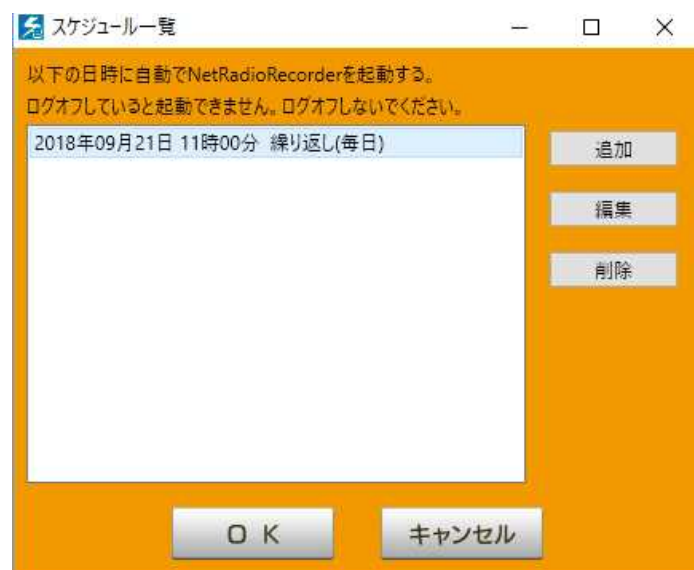 スケジュール一覧
以下の日時に自動でNetRadioRecorderを起動する。
ログオフしていると起動できません。ログオフしないでください。
2018年09月21日 11時00分 繰り返し(毎日)
追加
編集
削除
ＯＫ
キャンセル